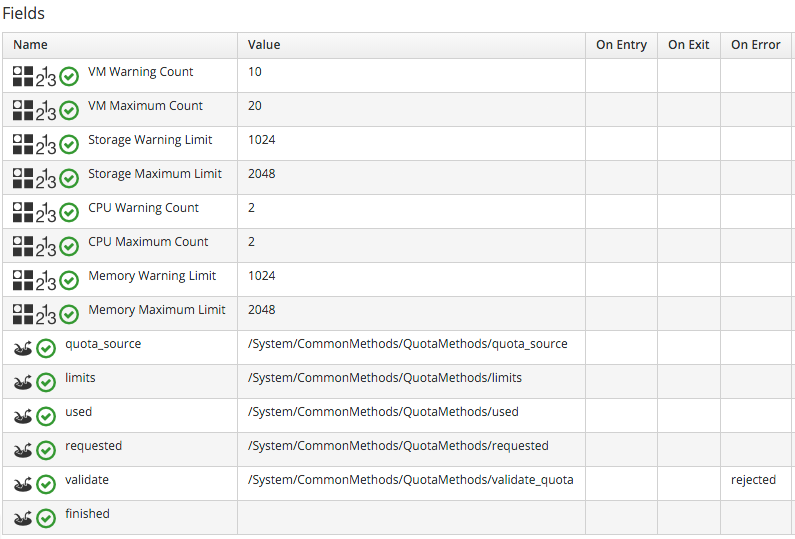 Fields
Name Value On Entry On Exit On Error
VM Warning Count 10
VM Maximum Count 20
Storage Warning Limit 1024
Storage Maximum Limit 2048
CPU Warning Count 2
CPU Maximum Count 2
Memory Warning Limit 1024
Memory Maximum Limit 2048
quota_source /System/CommonMethods/QuotaMethods/quota_source
limits /System/CommonMethods/QuotaMethods/limits
used /System/CommonMethods/QuotaMethods/used
requested /System/CommonMethods/QuotaMethods/requested
validate /System/CommonMethods/QuotaMethods/validate_quota rejected
finished